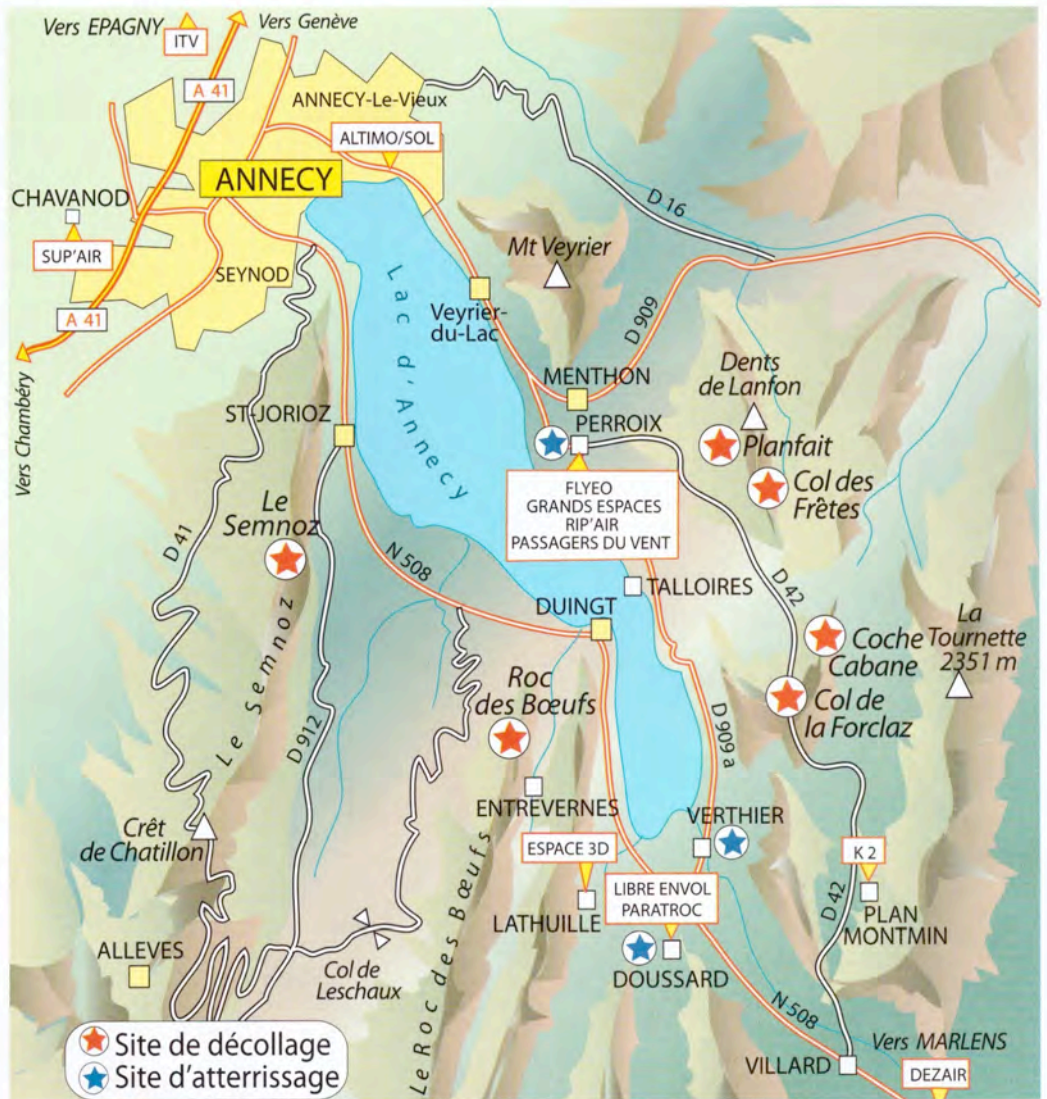 Vers EPAGNY
ITV
Vers Genève
A 41
ANNECY-Le-Vieux
ALTIMO/SOL
ANNECY
CHAVANOD
SUP'AIR
SEYNOD
A 41
Vers Chambéry
D 16
Mt Veyrier
Lac d'Annecy
Veyrier-
du-Lac
D 909
MENTHON
Dents
de Lanfon
ST-JORIOZ
PERROIX
Planfait
Col des
Frêtes
FLYEO
GRANDS ESPACES
RIP'AIR
PASSAGERS DU VENT
Le
Semnoz
D 41
N 508
TALLOIRES
D 42
DUINGT
Coche
Cabane
La
Tournette
2351 m
Le Semnoz
D 912
Roc
des Bœufs
Col de
la Forclaz
D 909 a
ENTREVERNES
VERTHIER
Crêt
de Chatillon
ESPACE 3D
K 2
LIBRE ENVOL
PARATROC
LATHUILLE
D 42
PLAN
MONTMIN
ALLEVES
Col de
Leschaux
Le Roc des Bœufs
DOUSSARD
N 508
Vers MARLENS
VILLARD
DEZAIR
Site de décollage
Site d'atterrissage